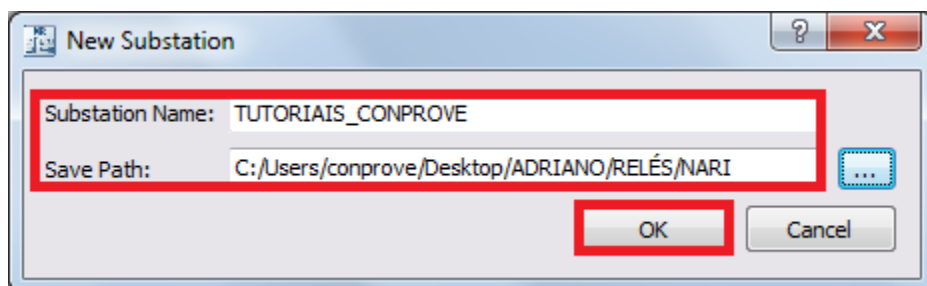 New Substation
Substation Name: TUTORIAIS_CONPROVE
Save Path: C:/Users/conprove/Desktop/ADRIANO/RELÉS/NARI ...
OK Cancel